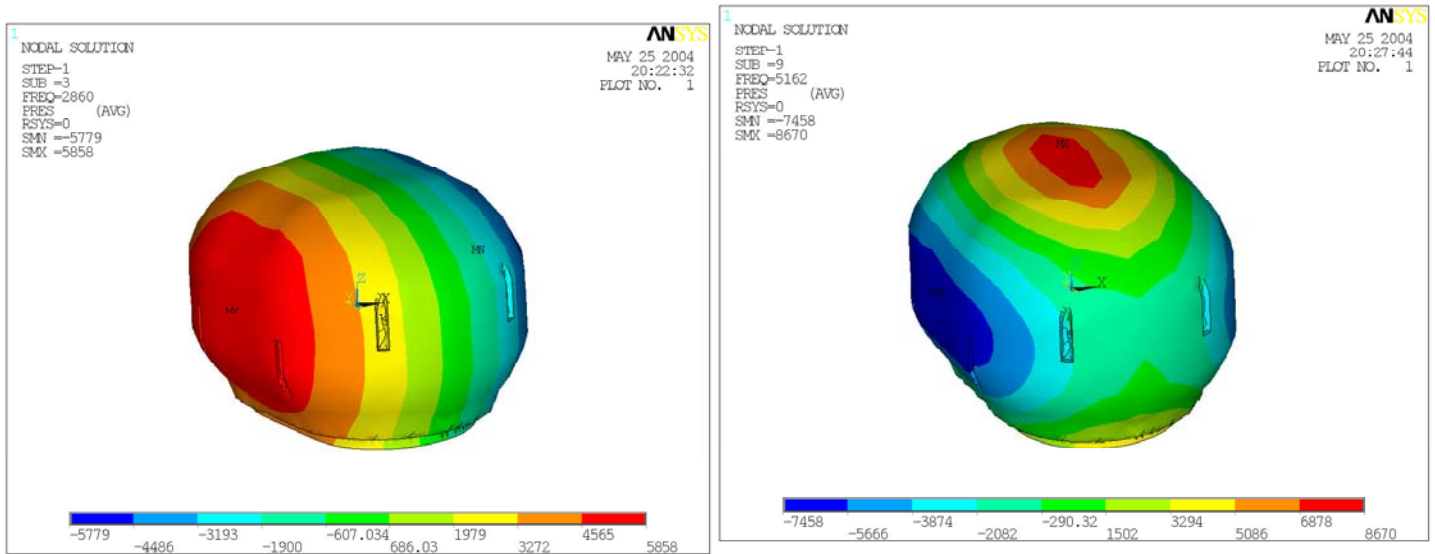 1
NODAL SOLUTION
STEP=1
SUB =3
FREQ=2860
PRES (AVG)
RSYS=0
SMN =-5779
SMX =5858
ANSYS
MAY 25 2004
20:22:32
PLOT NO. 1
MN
Z
X
MX
-5779 -3193 -607.034 1979 4565
-4486 -1900 686.03 3272 5858
1
NODAL SOLUTION
STEP=1
SUB =9
FREQ=5162
PRES (AVG)
RSYS=0
SMN =-7458
SMX =8670
ANSYS
MAY 25 2004
20:27:44
PLOT NO. 1
MX
Z
X
-7458 -3874 -290.32 3294 6878
-5666 -2082 1502 5086 8670